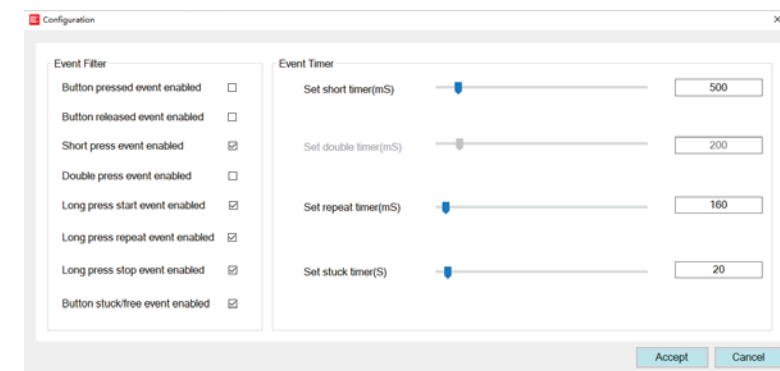 Configuration
Event Filter
Button pressed event enabled
Button released event enabled
Short press event enabled
Double press event enabled
Long press start event enabled
Long press repeat event enabled
Long press stop event enabled
Button stuck/free event enabled
Event Timer
Set short timer(mS) 500
Set double timer(mS) 200
Set repeat timer(mS) 160
Set stuck timer(S) 20
Accept Cancel